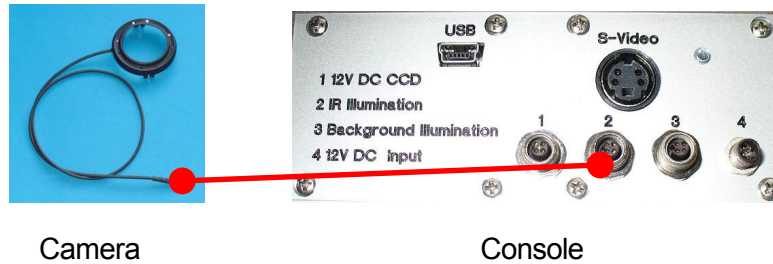 USB
S-Video
1 12V DC CCD
2 IR Illumination
3 Background Illumination
4 12V DC Input
1 2 3 4
Camera
Console